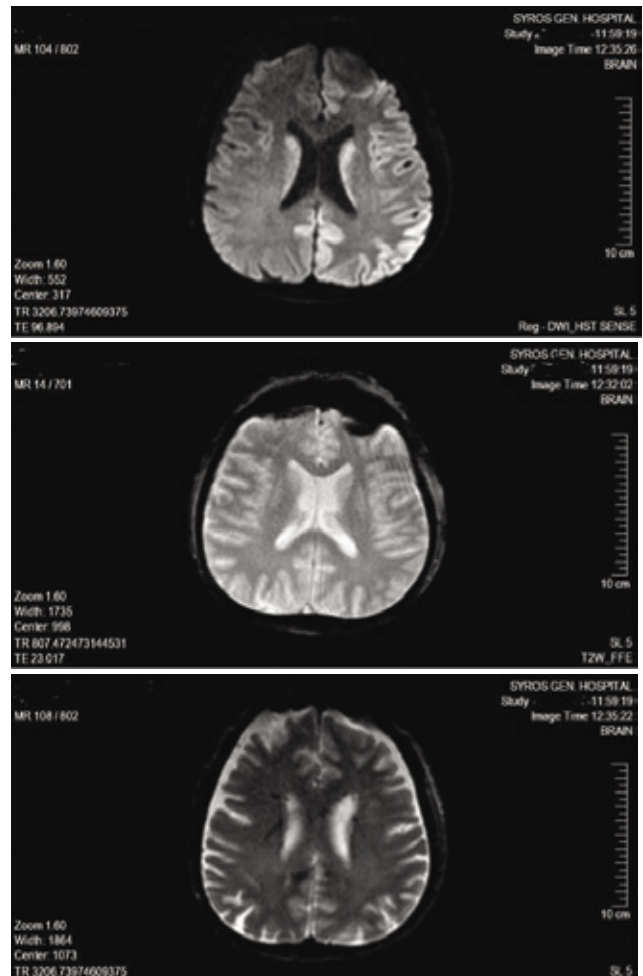 SYROS GEN. HOSPITAL
MR 104 / 802
Study -11:59:19
Image Time 12:35:26
BRAIN
10 cm
Zoom 1.60
Width: 552
Center: 317
TR 3206.73974609375
TE 96.894
SL 5
Reg - DWI_HST SENSE
SYROS GEN. HOSPITAL
MR 14 / 701
Study -11:59:19
Image Time 12:32:02
BRAIN
10 cm
Zoom 1.60
Width: 1735
Center: 998
TR 807.472473144531
TE 23.017
SL 5
T2W_FFE
SYROS GEN. HOSPITAL
MR 108 / 802
Study -11:59:19
Image Time 12:35:22
BRAIN
10 cm
Zoom 1.60
Width: 1864
Center: 1073
TR 3206.73974609375
SL 5